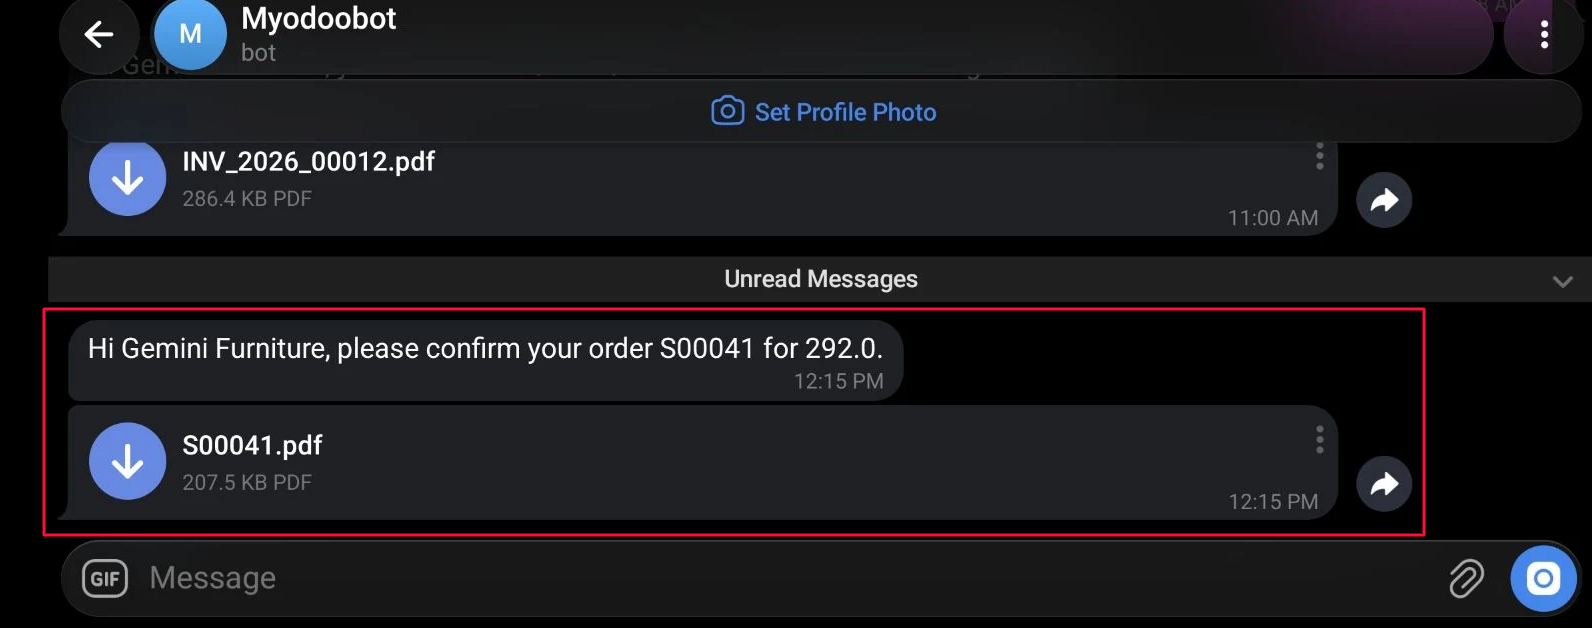 Myodoobot
M
bot
Set Profile Photo
INV_2026_00012.pdf
286.4 KB PDF
11:00 AM
Unread Messages
Hi Gemini Furniture, please confirm your order S00041 for 292.0.
12:15 PM
S00041.pdf
207.5 KB PDF
12:15 PM
GIF Message